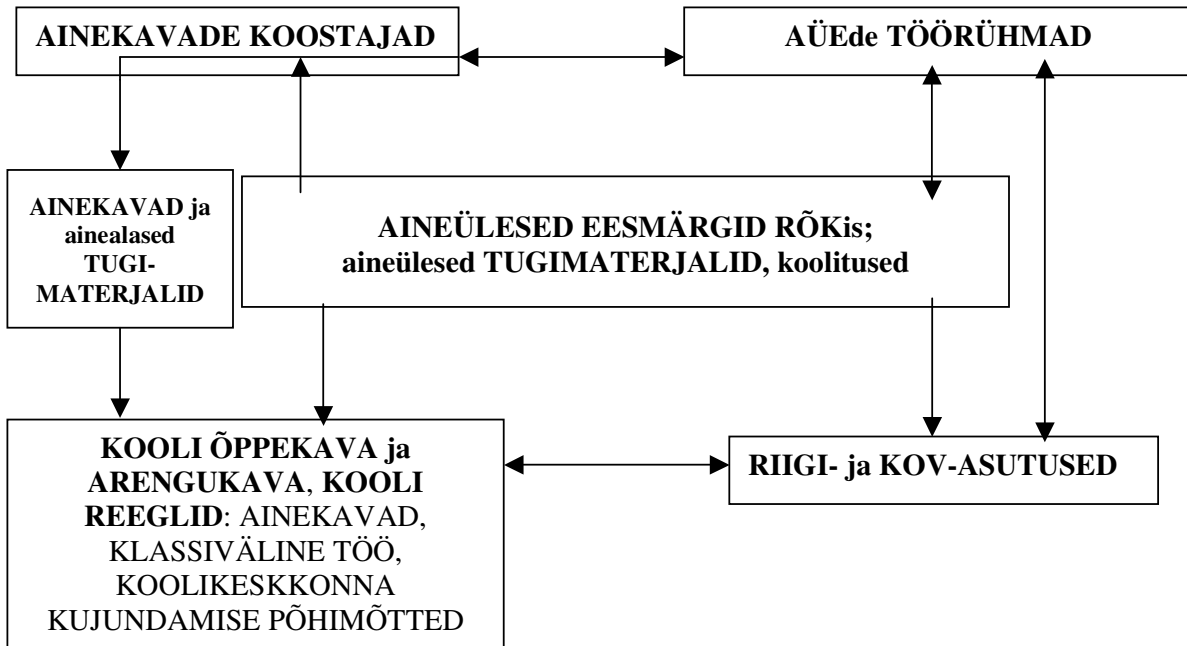 AINEKAVADE KOOSTAJAD
AÜEde TÖÖRÜHMAD
AINEKAVAD ja
ainealased
TUGI-
MATERJALID
AINEÜLESED EESMÄRGID RÕKis;
aineülesed TUGIMATERJALID, koolitused
KOOLI ÕPPEKAVA ja
ARENGUKAVA, KOOLI
REEGLID: AINEKAVAD,
KLASSIVÄLINE TÖÖ,
KOOLIKESKKONNA
KUJUNDAMISE PÕHIMÕTTED
RIIGI- ja KOV-ASUTUSED